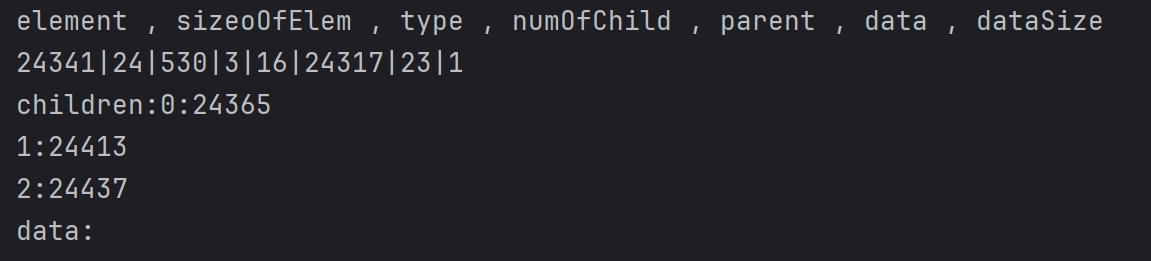 element , sizeoOfElem , type , numOfChild , parent , data , dataSize
24341|24|530|3|16|24317|23|1
children:0:24365
1:24413
2:24437
data: